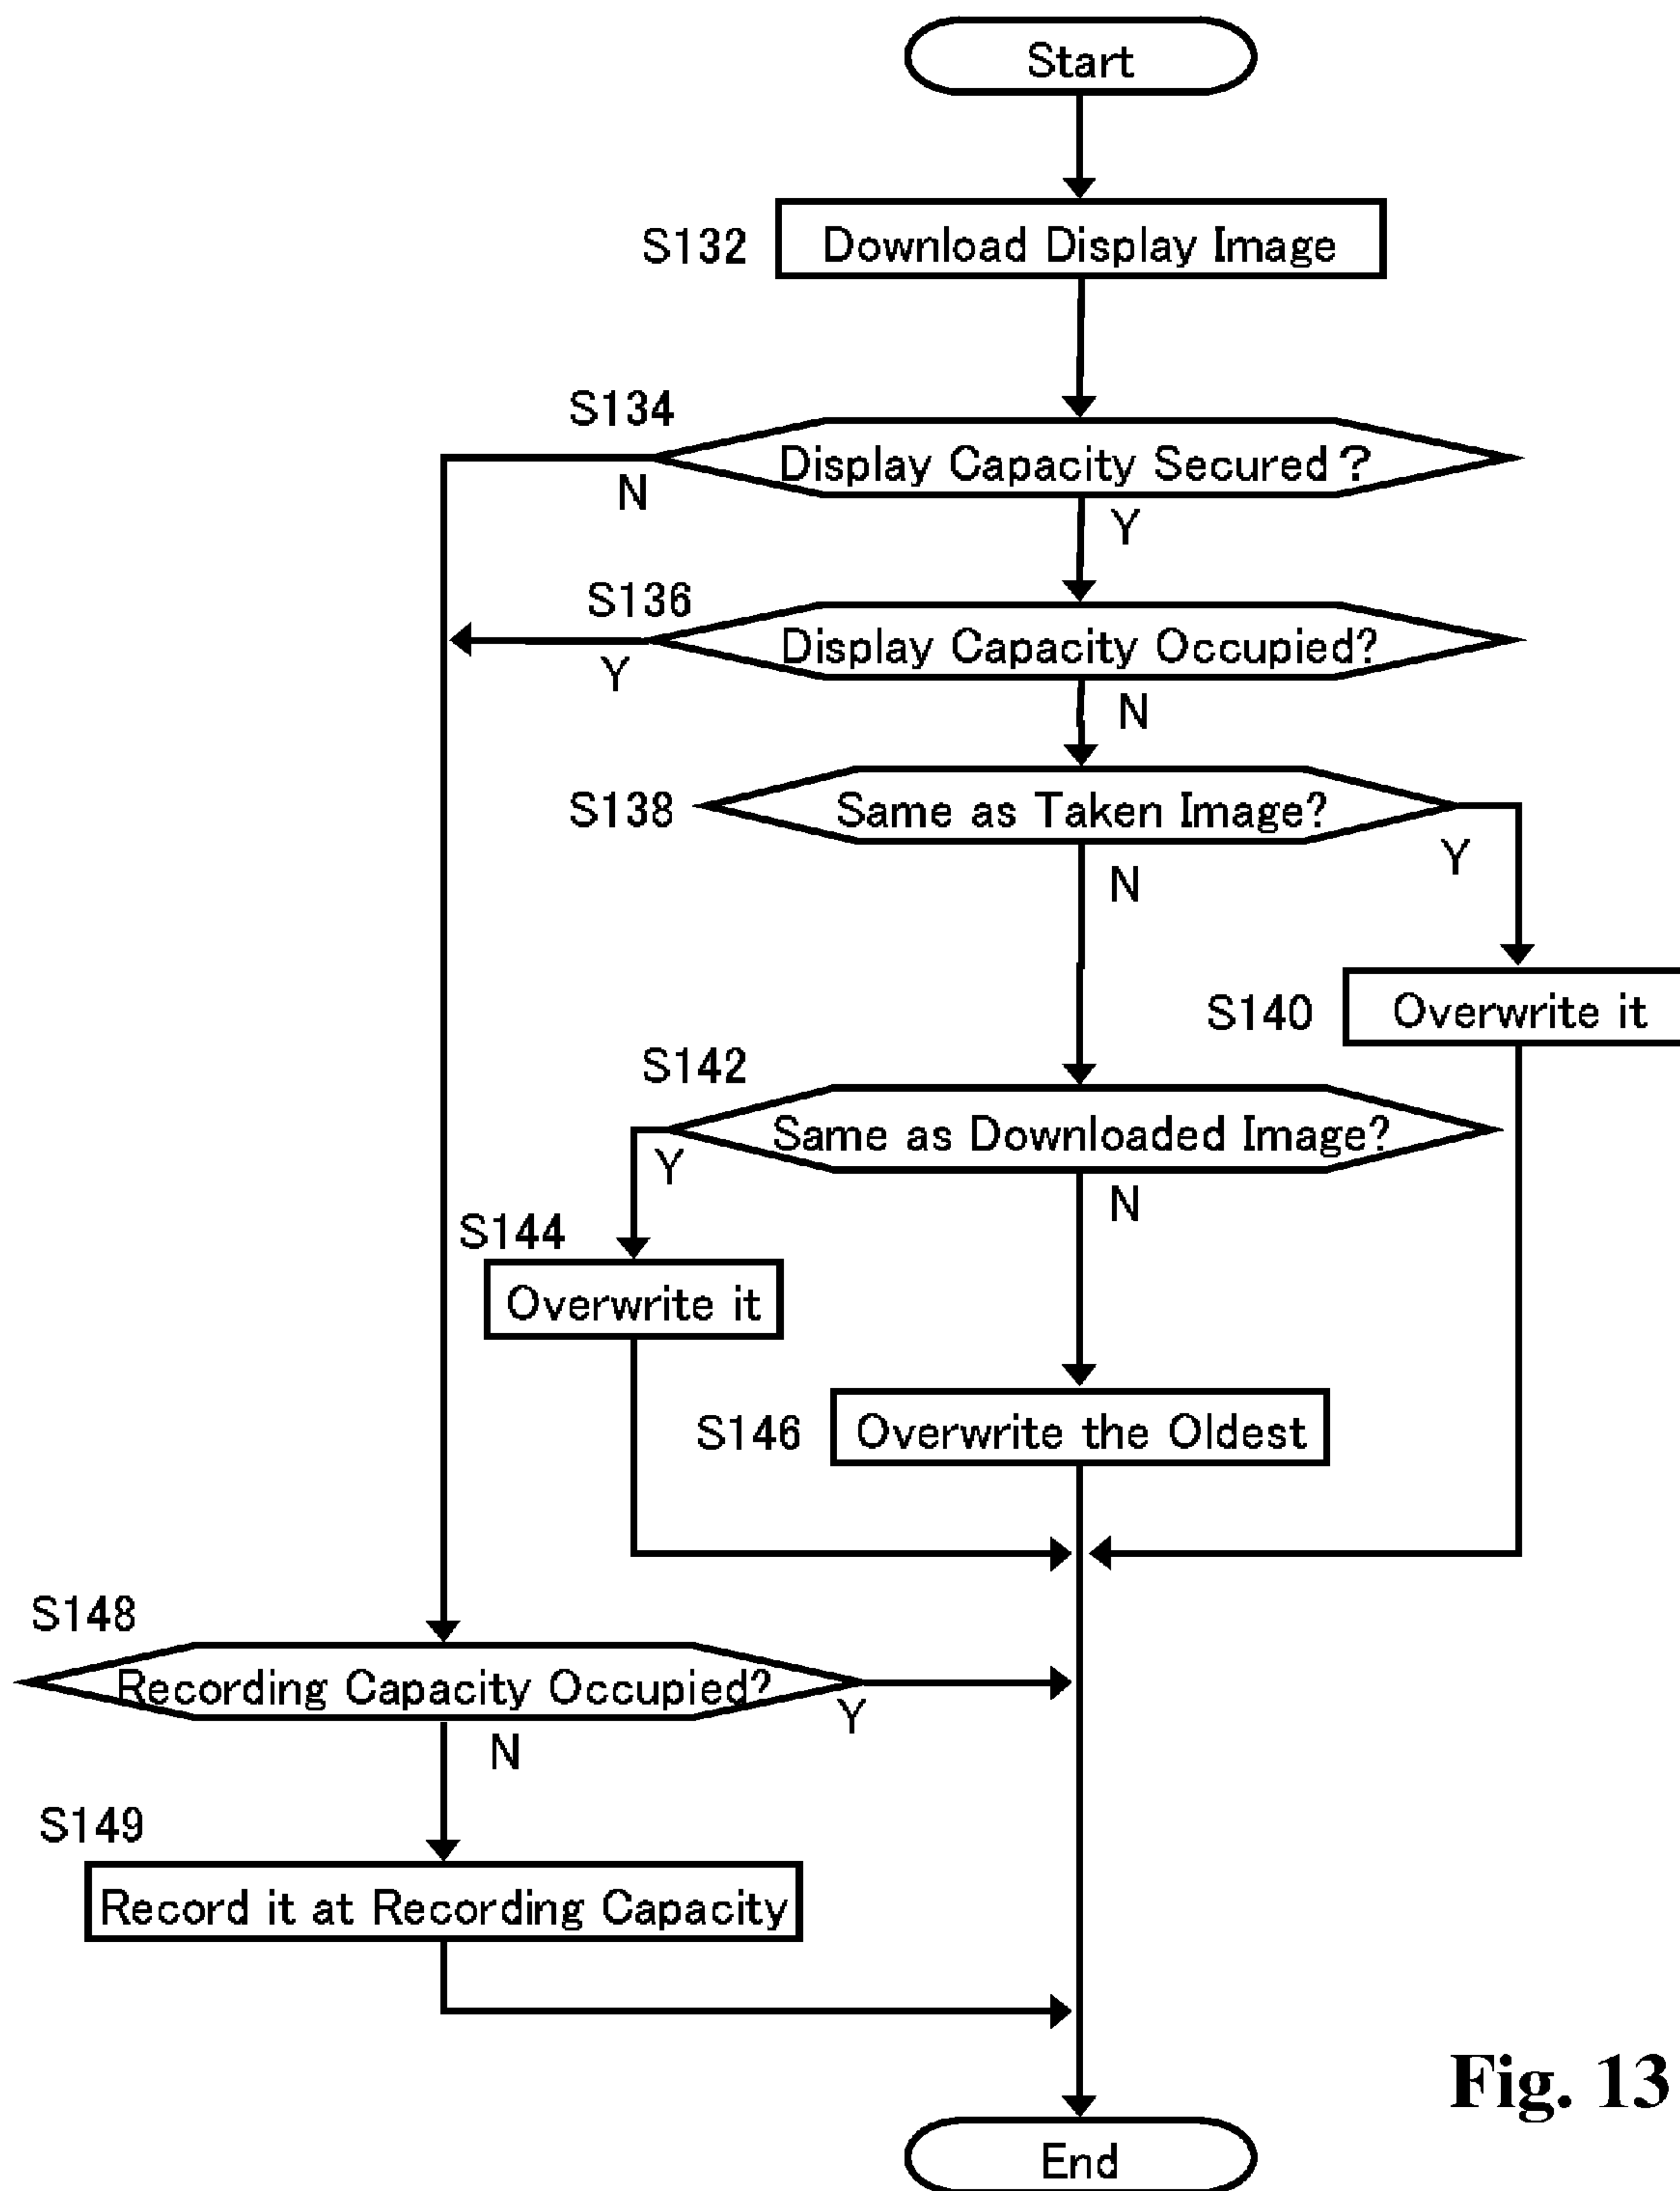 Start
S132
Download Display Image
S134
Display Capacity Secured?
N
Y
S136
Display Capacity Occupied?
Y
N
S138
Same as Taken Image?
Y
N
S140
Overwrite it
S142
Same as Downloaded Image?
Y
N
S144
Overwrite it
S146
Overwrite the Oldest
S148
Recording Capacity Occupied?
Y
N
S149
Record it at Recording Capacity
Fig. 13
End